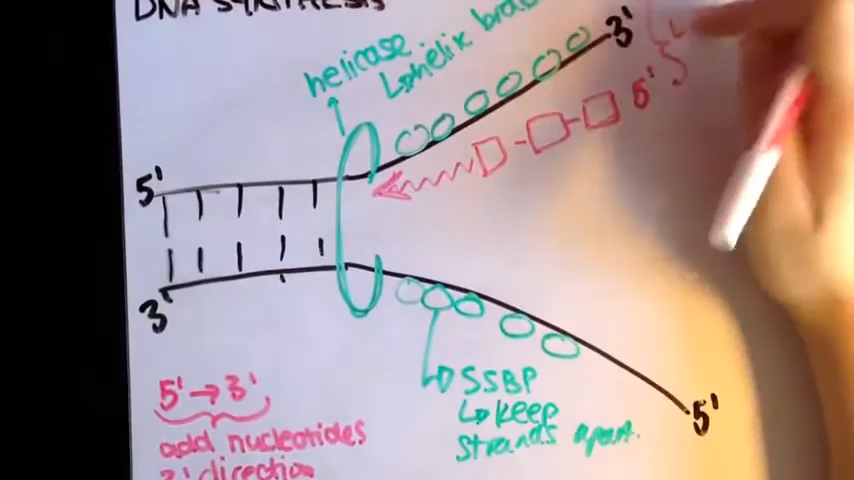 DNA SYNTHESIS
helicase
↳helix
3'
5'
5'
3'
5'
SSBP
↳keep
strands apart.
5' → 3'
add nucleotides
3' direction